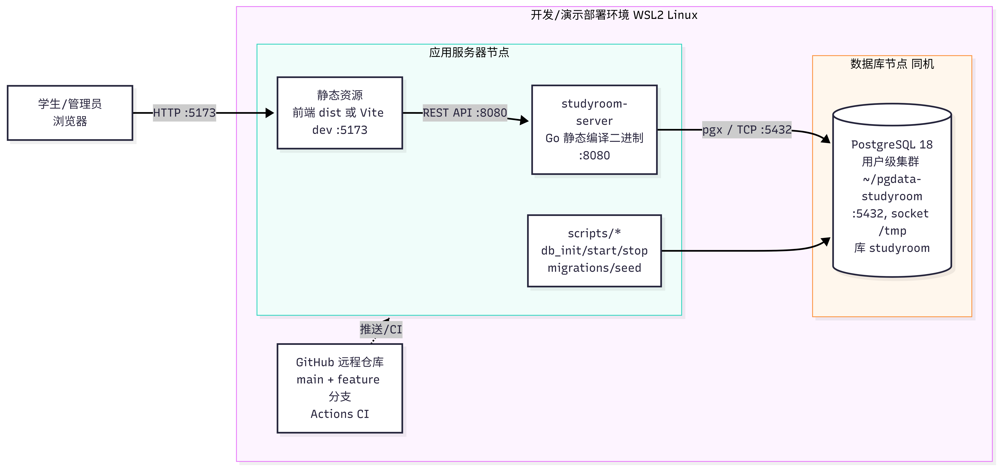 开发/演示部署环境 WSL2 Linux
应用服务器节点
数据库节点 同机
学生/管理员
浏览器
HTTP :5173
静态资源
前端 dist 或 Vite
dev :5173
REST API :8080
studyroom-
server
Go 静态编译二进制
:8080
pgx / TCP :5432
PostgreSQL 18
用户级集群
~/pgdata-
studyroom
:5432, socket
/tmp
库 studyroom
scripts/*
db_init/start/stop
migrations/seed
推送/CI
GitHub 远程仓库
main + feature
分支
Actions CI